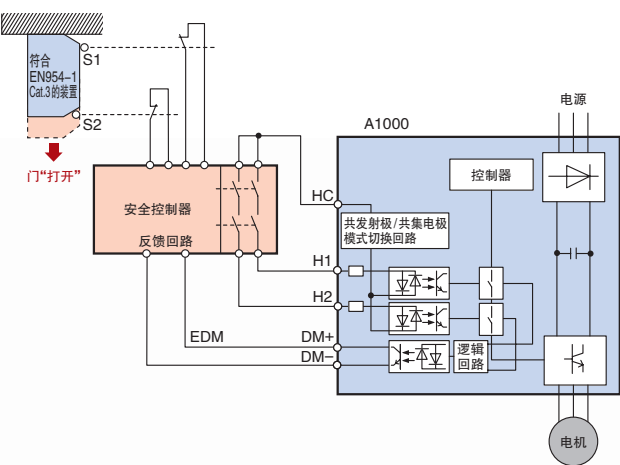 符合
EN954-1
Cat.3的装置
S1
S2
门“打开”
安全控制器
反馈回路
EDM
A1000
电源
控制器
HC
共发射极/共集电极
模式切换回路
H1
H2
DM+
DM-
逻辑
回路
电机